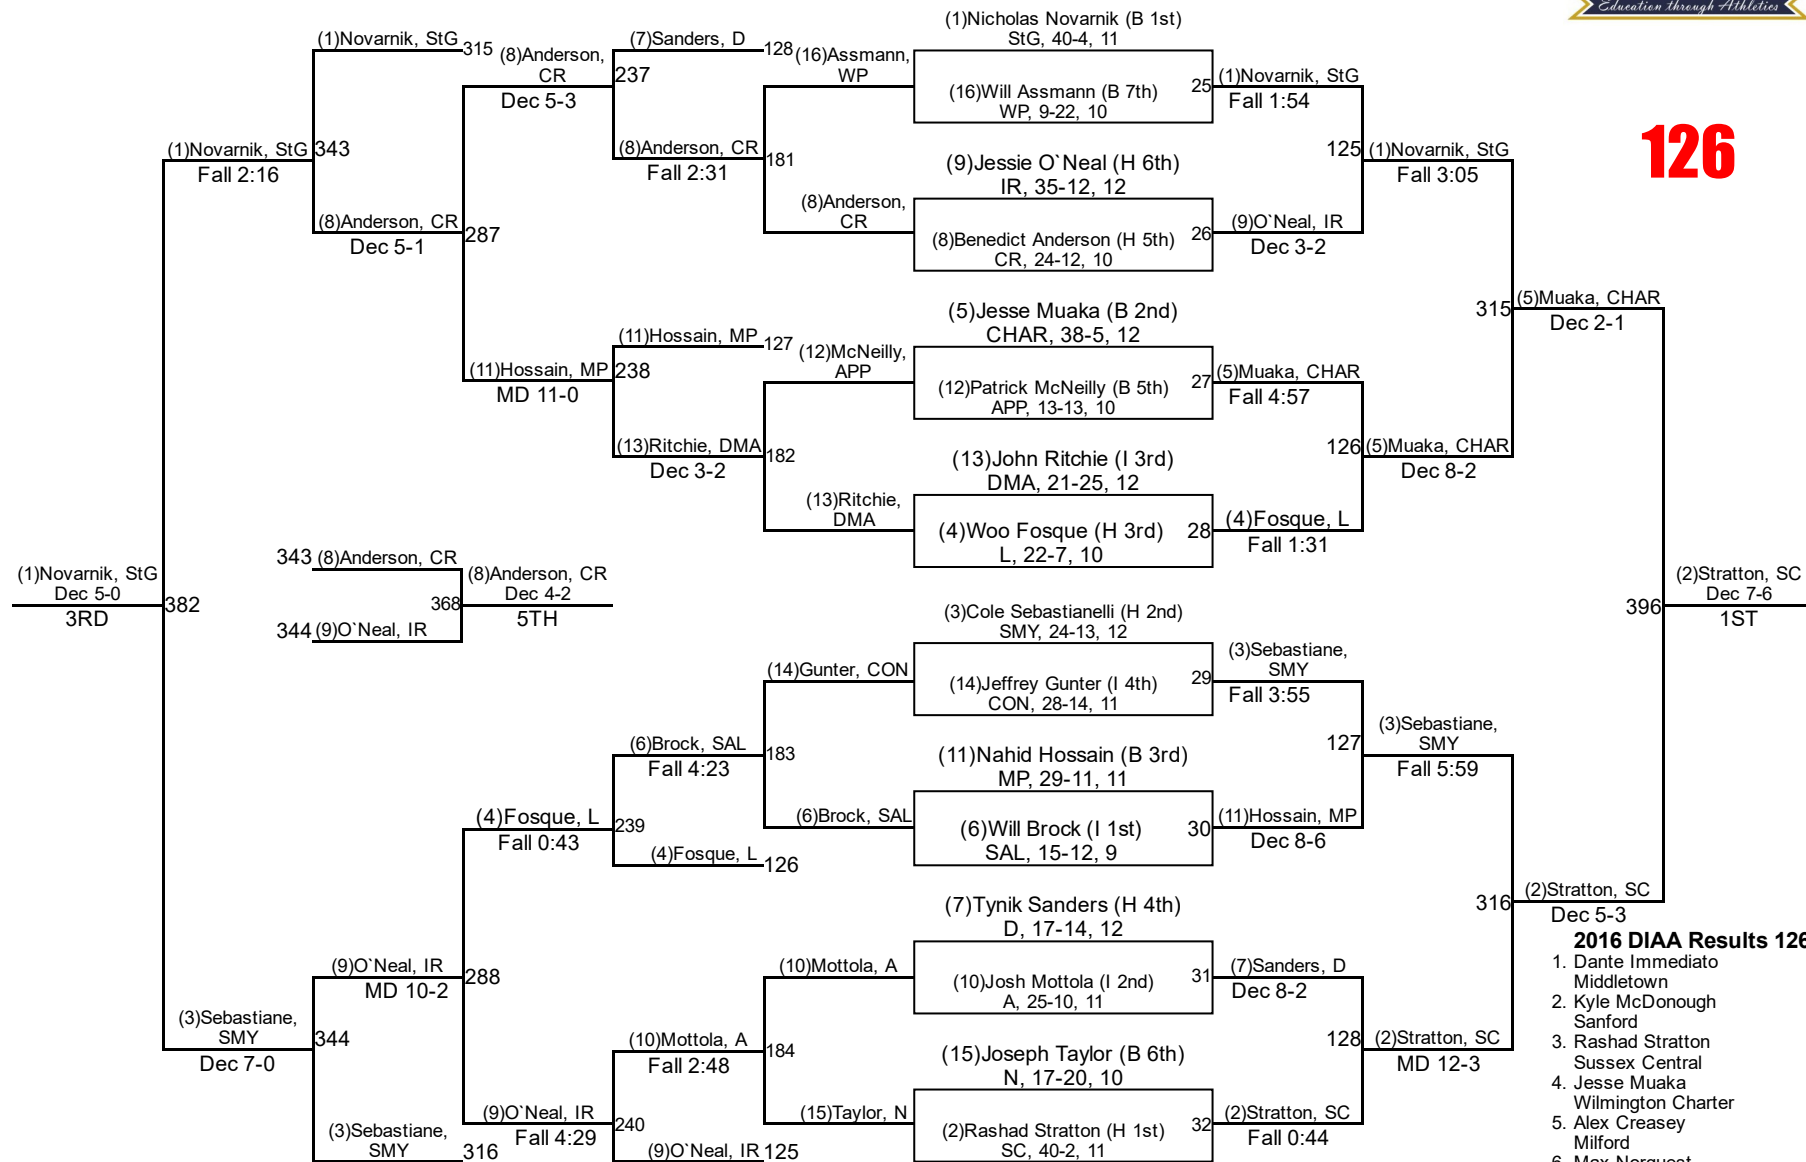 Education through Athletics
126
(1)Novarnik, StG
315
(8)Anderson,
CR
Dec 5-3
(7)Sanders, D
128
237
(8)Anderson, CR
Fall 2:31
181
(16)Assmann,
WP
(8)Anderson,
CR
(1)Novarnik, StG
Fall 2:16
343
(8)Anderson, CR
Dec 5-1
287
(11)Hossain, MP
127
(11)Hossain, MP
MD 11-0
238
(13)Ritchie, DMA
Dec 3-2
182
(12)McNeilly,
APP
(13)Ritchie,
DMA
(1)Nicholas Novarnik (B 1st)
StG, 40-4, 11
(16)Will Assmann (B 7th)
WP, 9-22, 10
25
(1)Novarnik, StG
Fall 1:54
(9)Jessie O`Neal (H 6th)
IR, 35-12, 12
(8)Benedict Anderson (H 5th)
CR, 24-12, 10
26
(9)O`Neal, IR
Dec 3-2
125
(1)Novarnik, StG
Fall 3:05
(5)Jesse Muaka (B 2nd)
CHAR, 38-5, 12
(12)Patrick McNeilly (B 5th)
APP, 13-13, 10
27
(5)Muaka, CHAR
Fall 4:57
(13)John Ritchie (I 3rd)
DMA, 21-25, 12
(4)Woo Fosque (H 3rd)
L, 22-7, 10
28
(4)Fosque, L
Fall 1:31
126
(5)Muaka, CHAR
Dec 8-2
315
(5)Muaka, CHAR
Dec 2-1
(1)Novarnik, StG
Dec 5-0
3RD
382
343
(8)Anderson, CR
344
(9)O`Neal, IR
368
(8)Anderson, CR
Dec 4-2
5TH
396
(2)Stratton, SC
Dec 7-6
1ST
(3)Cole Sebastianelli (H 2nd)
SMY, 24-13, 12
(14)Jeffrey Gunter (I 4th)
CON, 28-14, 11
29
(3)Sebastiane,
SMY
Fall 3:55
(11)Nahid Hossain (B 3rd)
MP, 29-11, 11
(6)Will Brock (I 1st)
SAL, 15-12, 9
30
(11)Hossain, MP
Dec 8-6
127
(3)Sebastiane,
SMY
Fall 5:59
(14)Gunter, CON
(6)Brock, SAL
183
(6)Brock, SAL
Fall 4:23
239
(4)Fosque, L
126
(4)Fosque, L
Fall 0:43
288
(9)O`Neal, IR
MD 10-2
(3)Sebastiane,
SMY
Dec 7-0
344
(3)Sebastiane,
SMY
316
(9)O`Neal, IR
Fall 4:29
240
(9)O`Neal, IR
125
(10)Mottola, A
Fall 2:48
184
(10)Mottola, A
(15)Taylor, N
(7)Tynik Sanders (H 4th)
D, 17-14, 12
(10)Josh Mottola (I 2nd)
A, 25-10, 11
31
(7)Sanders, D
Dec 8-2
(15)Joseph Taylor (B 6th)
N, 17-20, 10
(2)Rashad Stratton (H 1st)
SC, 40-2, 11
32
(2)Stratton, SC
Fall 0:44
128
(2)Stratton, SC
MD 12-3
316
(2)Stratton, SC
Dec 5-3
2016 DIAA Results 126
1. Dante Immediato
Middletown
2. Kyle McDonough
Sanford
3. Rashad Stratton
Sussex Central
4. Jesse Muaka
Wilmington Charter
5. Alex Creasey
Milford
6. Max Norquest